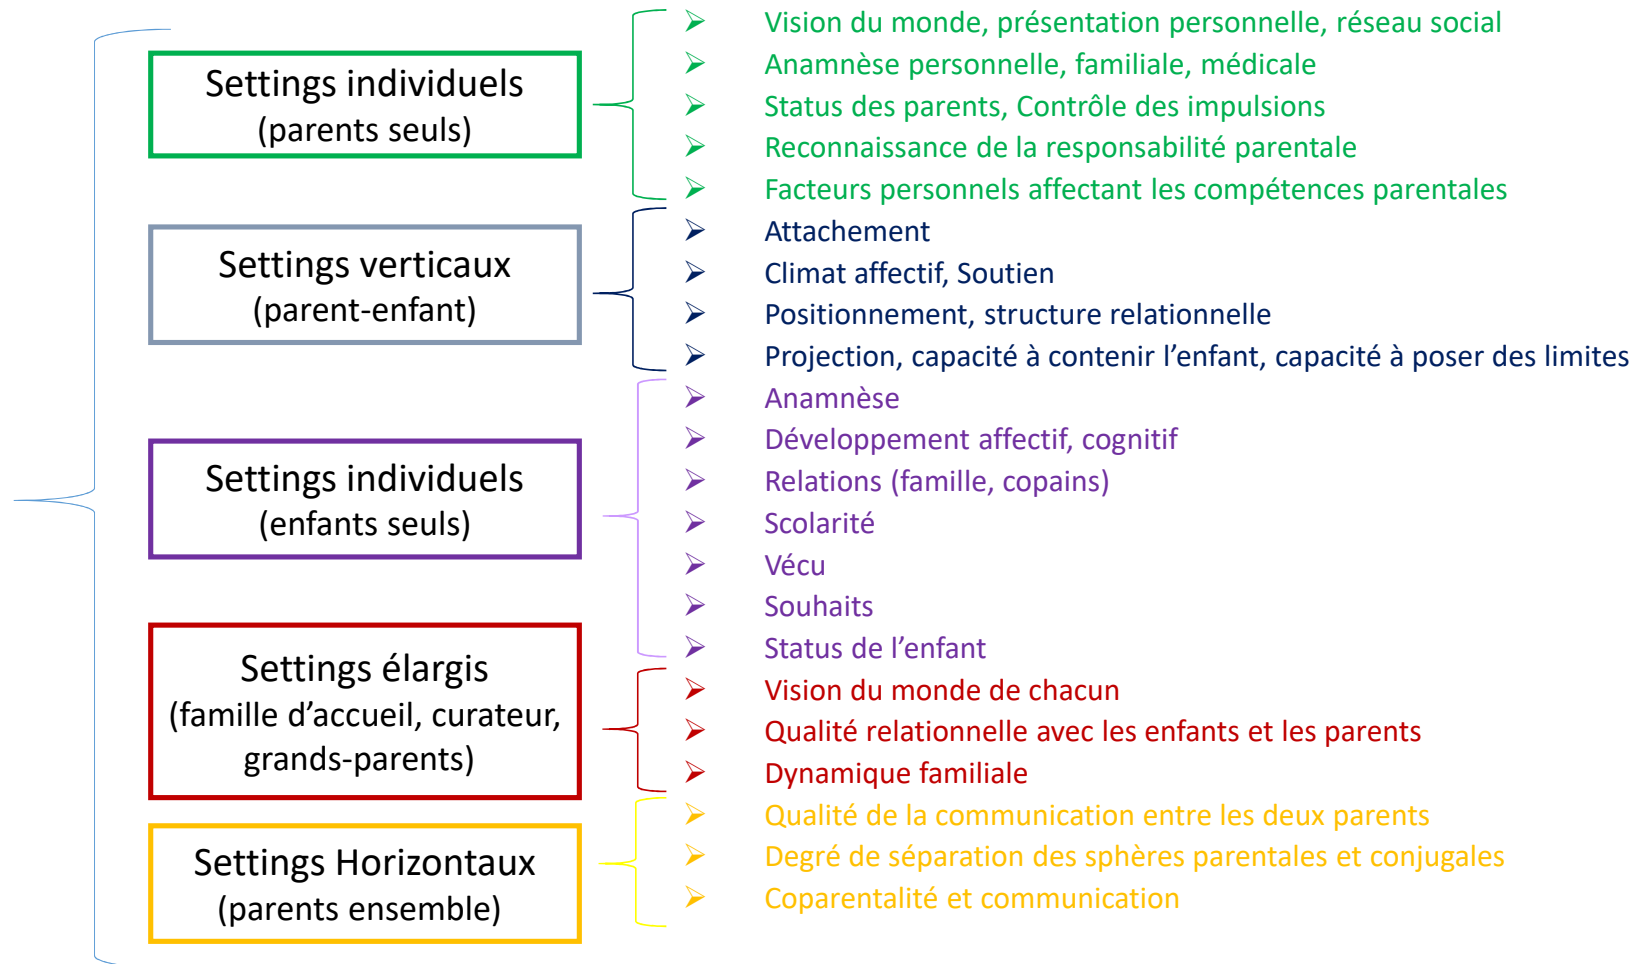 Settings individuels
(parents seuls)
➢ Vision du monde, présentation personnelle, réseau social
➢ Anamnèse personnelle, familiale, médicale
➢ Status des parents, Contrôle des impulsions
➢ Reconnaissance de la responsabilité parentale
➢ Facteurs personnels affectant les compétences parentales
Settings verticaux
(parent-enfant)
➢ Attachement
➢ Climat affectif, Soutien
➢ Positionnement, structure relationnelle
➢ Projection, capacité à contenir l’enfant, capacité à poser des limites
Settings individuels
(enfants seuls)
➢ Anamnèse
➢ Développement affectif, cognitif
➢ Relations (famille, copains)
➢ Scolarité
➢ Vécu
➢ Souhaits
➢ Status de l’enfant
Settings élargis
(famille d’accueil, curateur,
grands-parents)
➢ Vision du monde de chacun
➢ Qualité relationnelle avec les enfants et les parents
➢ Dynamique familiale
Settings Horizontaux
(parents ensemble)
➢ Qualité de la communication entre les deux parents
➢ Degré de séparation des sphères parentales et conjugales
➢ Coparentalité et communication